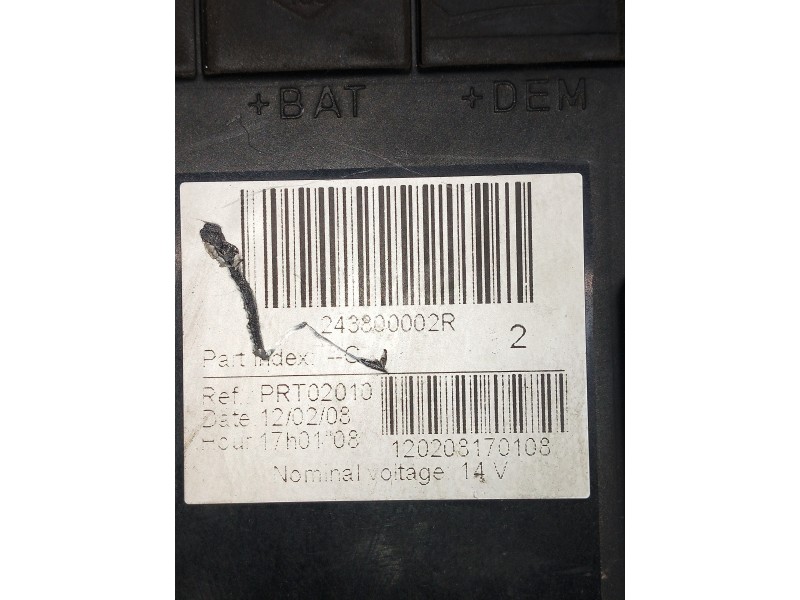 +BAT +DEM
243800002R
2
Part Index: --C
Ref.: PRT02010
Date: 12/02/08
Hour: 17h01'08
120208170108
Nominal voltage: 14 V